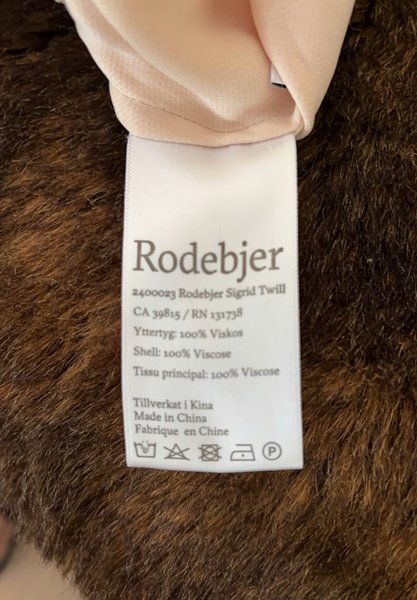 Rodebjer
2400023 Rodebjer Sigrid Twill
CA 39815 / RN 131738
Yttertyg: 100% Viskos
Shell: 100% Viscose
Tissu principal: 100% Viscose
Tillverkat i Kina
Made in China
Fabrique en Chine
P